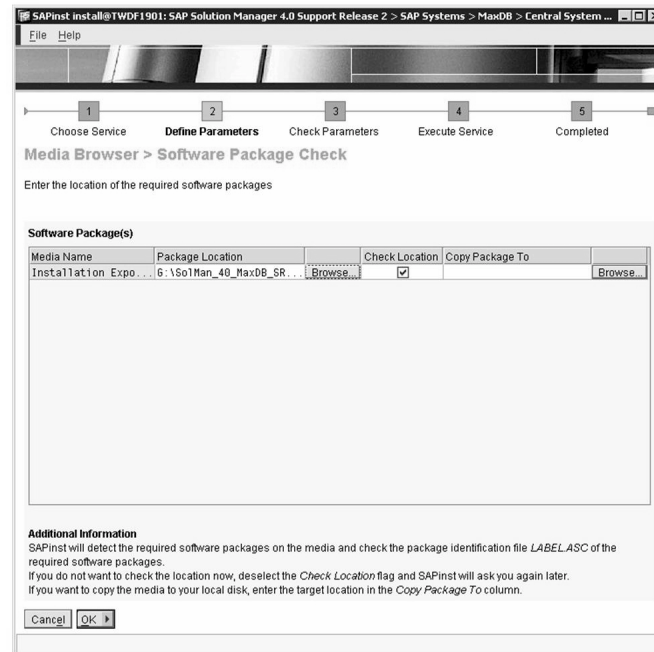 SAPinst install@TWDF1901: SAP Solution Manager 4.0 Support Release 2 > SAP Systems > MaxDB > Central System ...
File Help
1 2 3 4 5
Choose Service Define Parameters Check Parameters Execute Service Completed
Media Browser > Software Package Check
Enter the location of the required software packages
Software Package(s)
Media Name Package Location Check Location Copy Package To
Installation Expo... G:\SolMan_40_MaxDB_SR... Browse... Browse...
Additional Information
SAPinst will detect the required software packages on the media and check the package identification file LABEL.ASC of the
required software packages.
If you do not want to check the location now, deselect the Check Location flag and SAPinst will ask you again later.
If you want to copy the media to your local disk, enter the target location in the Copy Package To column.
Cancel OK